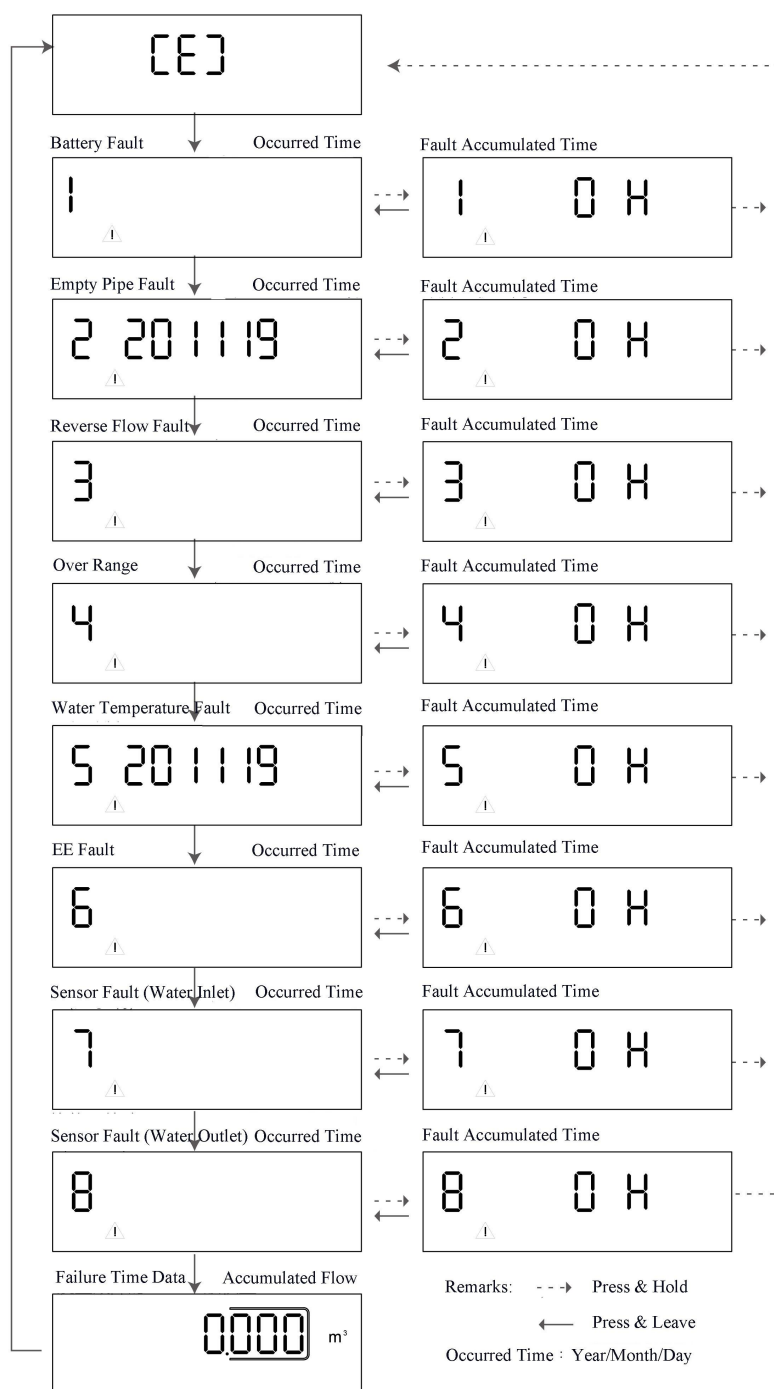 [E]
Battery Fault Occurred Time Fault Accumulated Time
1 1 0 H
! !
Empty Pipe Fault Occurred Time Fault Accumulated Time
2 201119 2 0 H
! !
Reverse Flow Fault Occurred Time Fault Accumulated Time
3 3 0 H
! !
Over Range Occurred Time Fault Accumulated Time
4 4 0 H
! !
Water Temperature Fault Occurred Time Fault Accumulated Time
5 201119 5 0 H
! !
EE Fault Occurred Time Fault Accumulated Time
6 6 0 H
! !
Sensor Fault (Water Inlet) Occurred Time Fault Accumulated Time
7 7 0 H
! !
Sensor Fault (Water Outlet) Occurred Time Fault Accumulated Time
8 8 0 H
! !
Failure Time Data Accumulated Flow
0.000 m³
Remarks: Press & Hold
Press & Leave
Occurred Time : Year/Month/Day